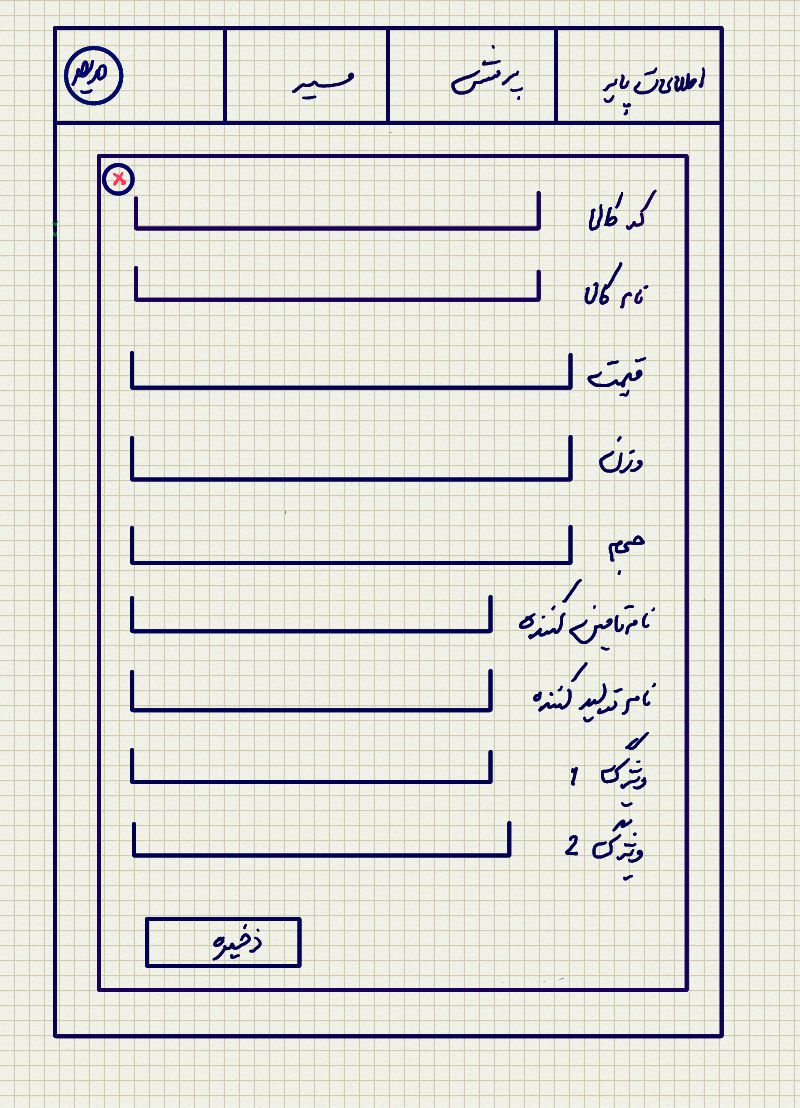 اطلاعات پایه
پرسش
مسیر
مریم
X
کد کالا
نام کالا
قیمت
وزن
حجم
نام تامین کننده
نام تولید کننده
ویژگی 1
ویژگی 2
ذخیره